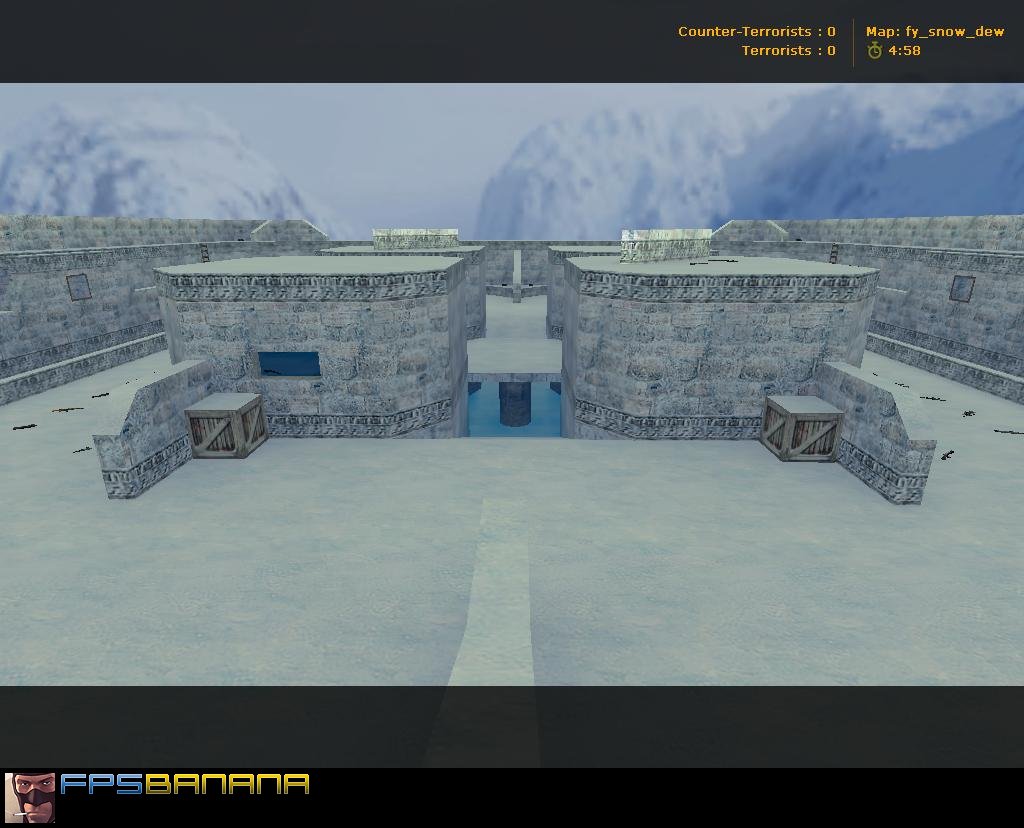 Counter-Terrorists : 0
Terrorists : 0
Map: fy_snow_dew
4:58
FPSBANANA